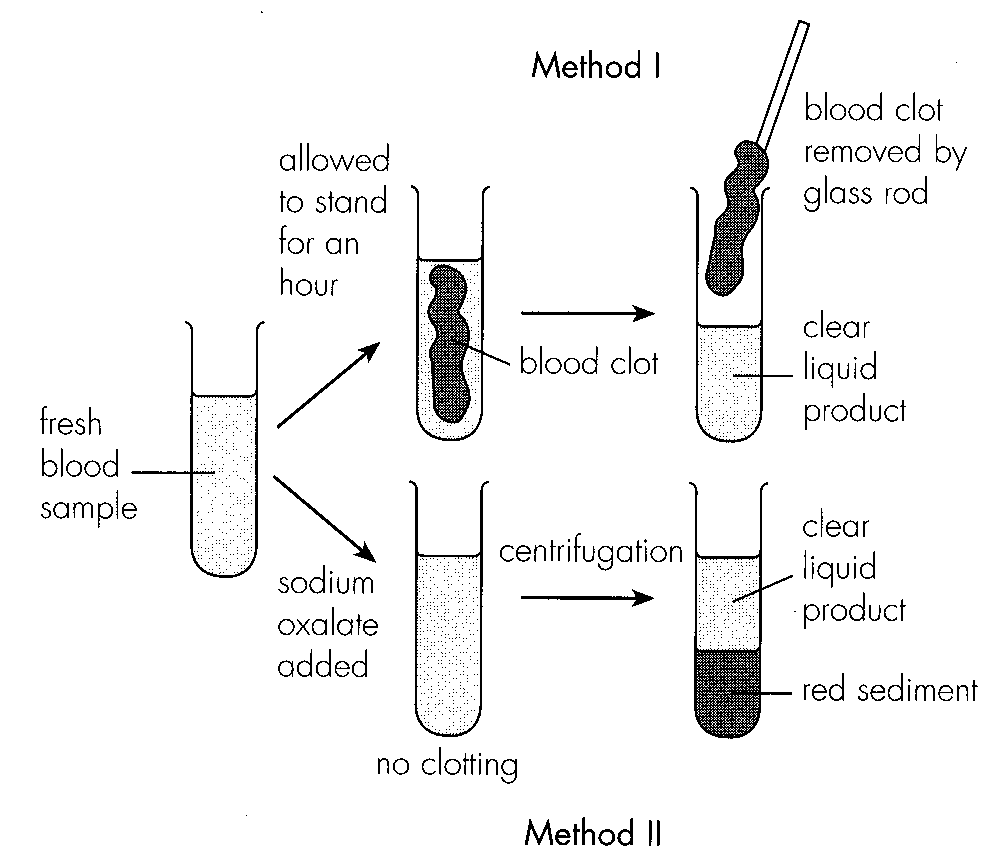 Method I
allowed
to stand
for an
hour
blood clot
removed by
glass rod
blood clot
clear
liquid
product
fresh
blood
sample
sodium
oxalate
added
no clotting
centrifugation
clear
liquid
product
red sediment
Method II